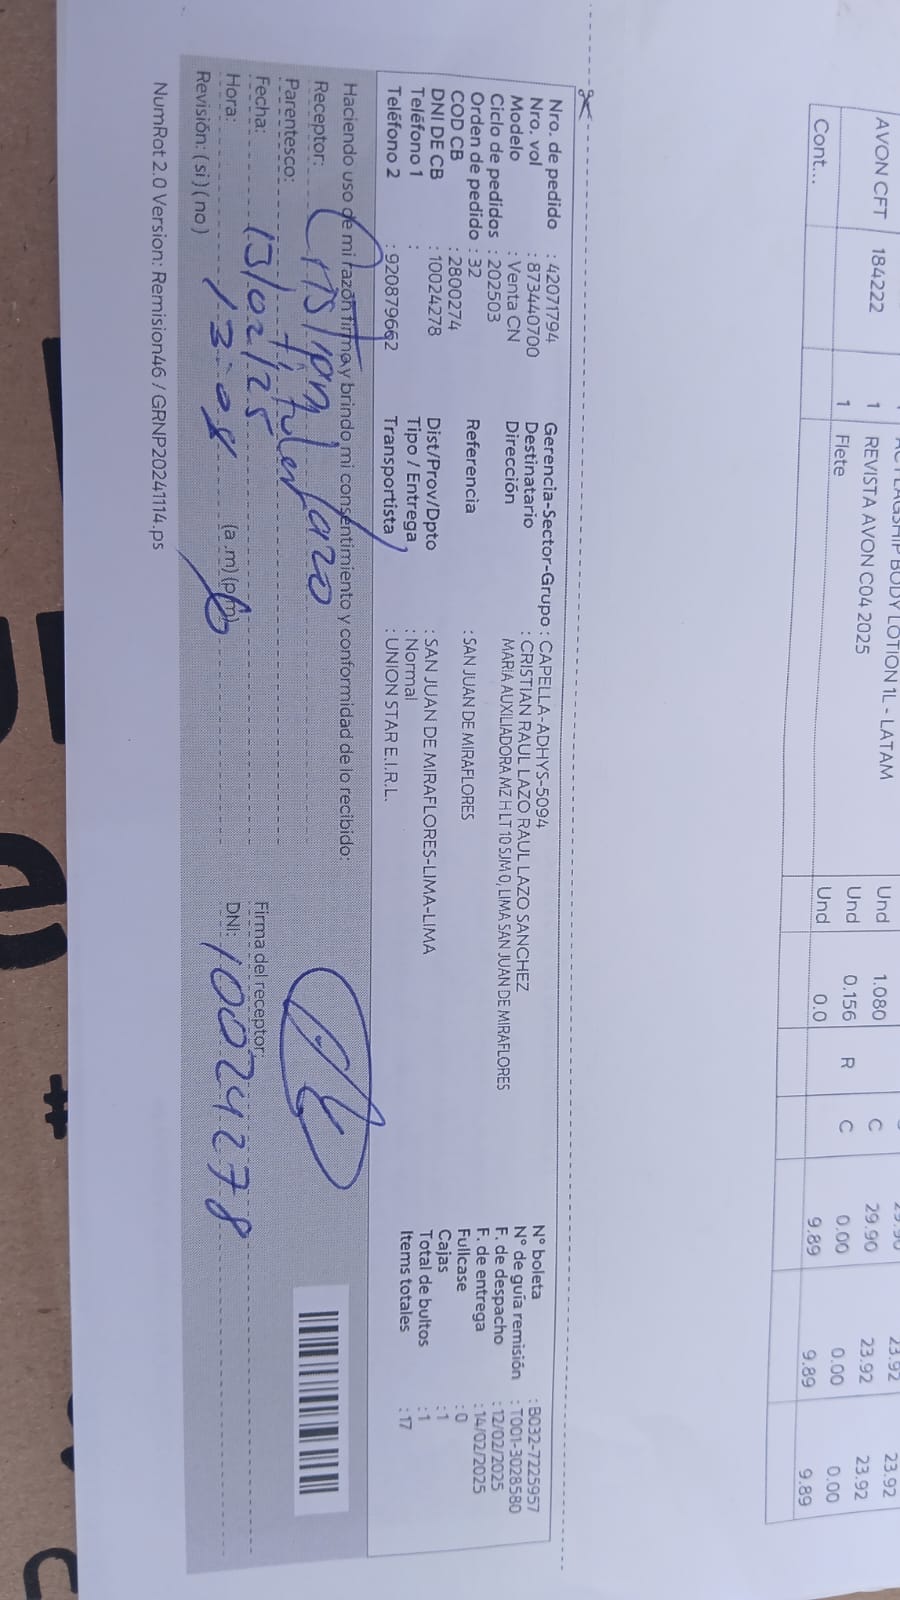 AVON CFT 184222 1 REVISTA AVON C04 2025 Und 1.080 C 29.90 23.92 23.92
1 Flete Und 0.156 R C 0.00 0.00 0.00
Cont... Und 0.0 9.89 9.89 9.89
Nro. de pedido : 42071794
Nro. vol : 873440700
Modelo : Venta CN
Ciclo de pedidos : 202503
Orden de pedido : 32
COD CB : 2800274
DNI DE CB : 10024278
Teléfono 1 :
Teléfono 2 : 920879662
Gerencia-Sector-Grupo : CAPELLA-ADHYS-5094
Destinatario : CRISTIAN RAUL LAZO RAUL LAZO SANCHEZ
Dirección MARIA AUXILIADORA MZ H LT 10 SJM 0, LIMA SAN JUAN DE MIRAFLORES
Referencia : SAN JUAN DE MIRAFLORES
Dist/Prov/Dpto : SAN JUAN DE MIRAFLORES-LIMA-LIMA
Tipo / Entrega : Normal
Transportista : UNION STAR E.I.R.L.
N° boleta : B032-7225957
N° de guía remisión : T001-3028580
F. de despacho : 12/02/2025
F. de entrega : 14/02/2025
Fullcase : 0
Cajas : 1
Total de bultos : 1
Items totales : 17
Haciendo uso de mi razón firmo y brindo mi consentimiento y conformidad de lo recibido:
Receptor: Cristian Lazo
Parentesco: titular
Fecha: 13/02/25
Hora: 13:08 (a.m) (p.m)
Revisión: ( si ) ( no )
Firma del receptor:
DNI: 10024278
NumRot 2.0 Version: Remision46 / GRNP20241114.ps